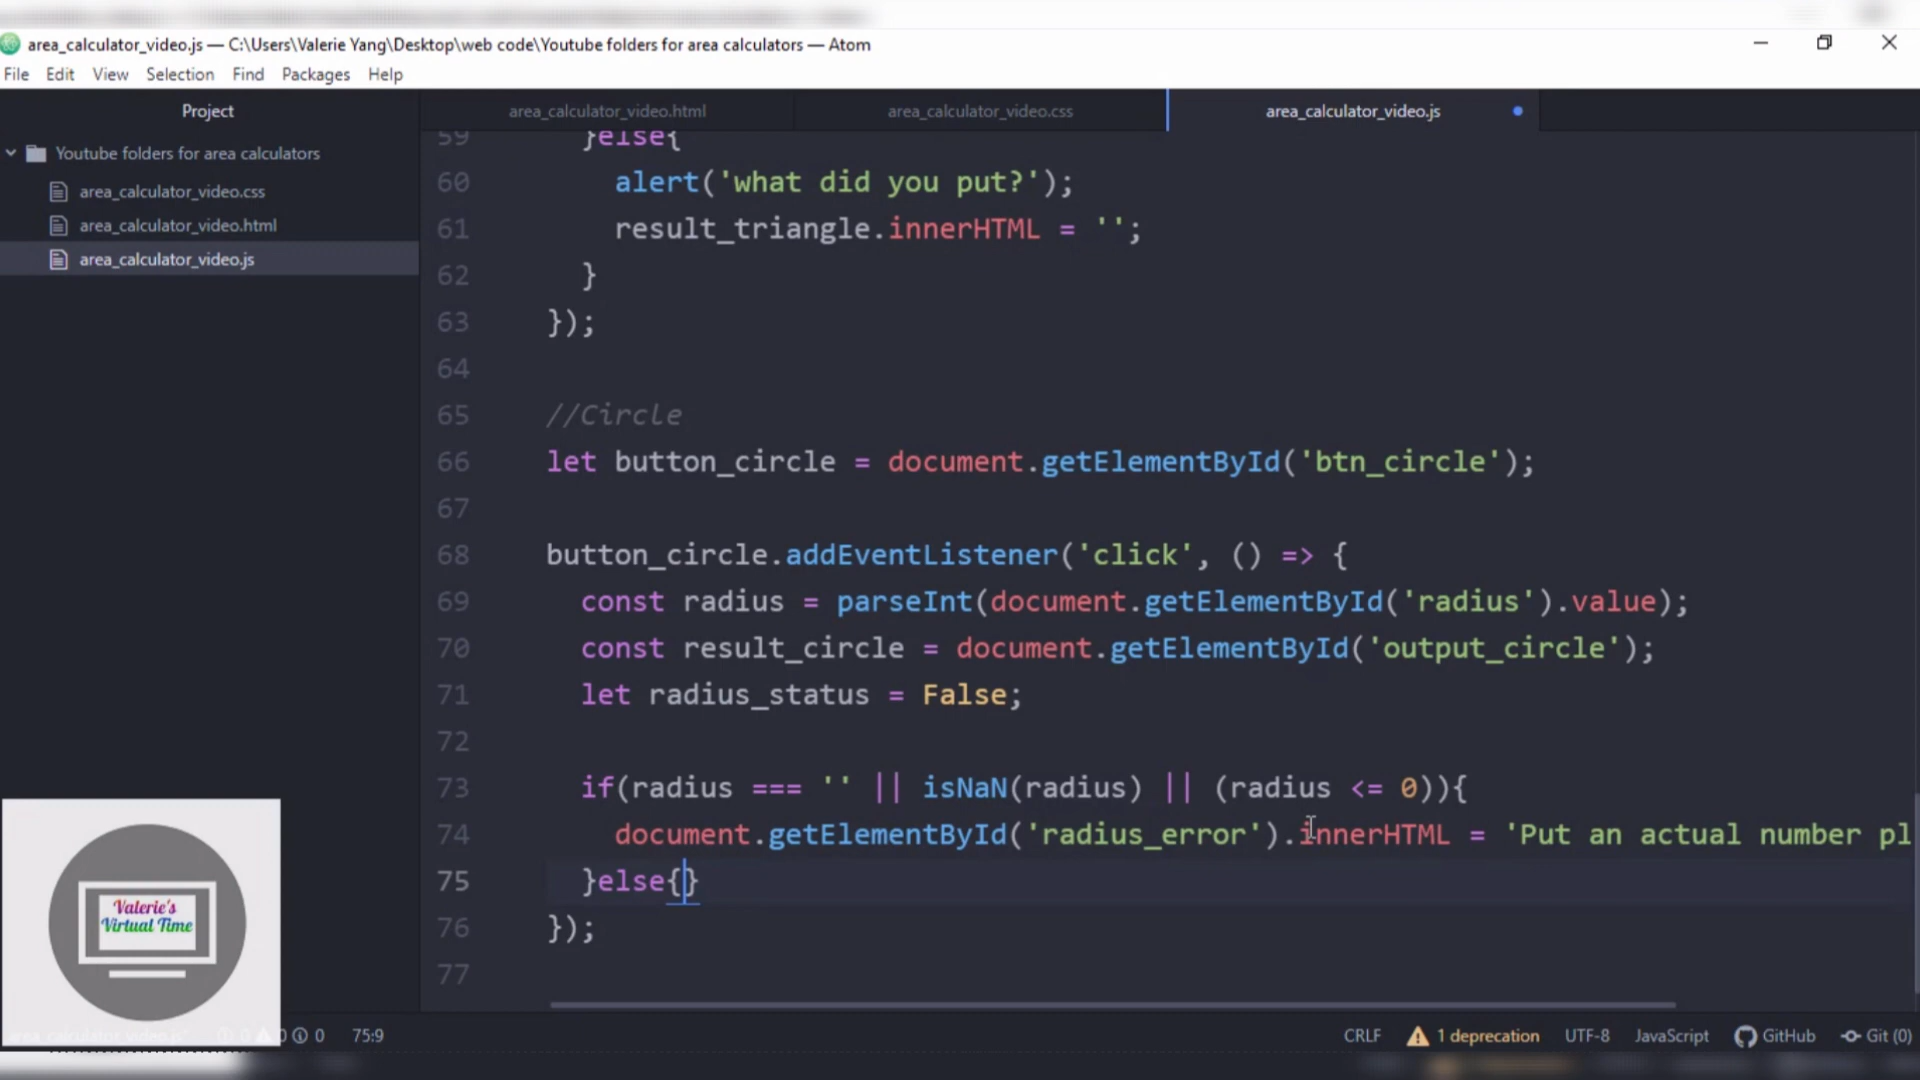 area_calculator_video.js — C:\Users\Valerie Yang\Desktop\web code\Youtube folders for area calculators — Atom
File Edit View Selection Find Packages Help
Project
area_calculator_video.html
area_calculator_video.css
area_calculator_video.js
Youtube folders for area calculators
area_calculator_video.css
area_calculator_video.html
area_calculator_video.js
59 }else{
60 alert('what did you put?');
61 result_triangle.innerHTML = '';
62 }
63 });
64
65 //Circle
66 let button_circle = document.getElementById('btn_circle');
67
68 button_circle.addEventListener('click', () => {
69 const radius = parseInt(document.getElementById('radius').value);
70 const result_circle = document.getElementById('output_circle');
71 let radius_status = False;
72
73 if(radius === '' || isNaN(radius) || (radius <= 0)){
74 document.getElementById('radius_error').innerHTML = 'Put an actual number pl
75 }else{}
76 });
77
Valerie's
Virtual Time
area_calculator_video.js* 0 0 0 75:9
CRLF 1 deprecation UTF-8 JavaScript GitHub Git (0)